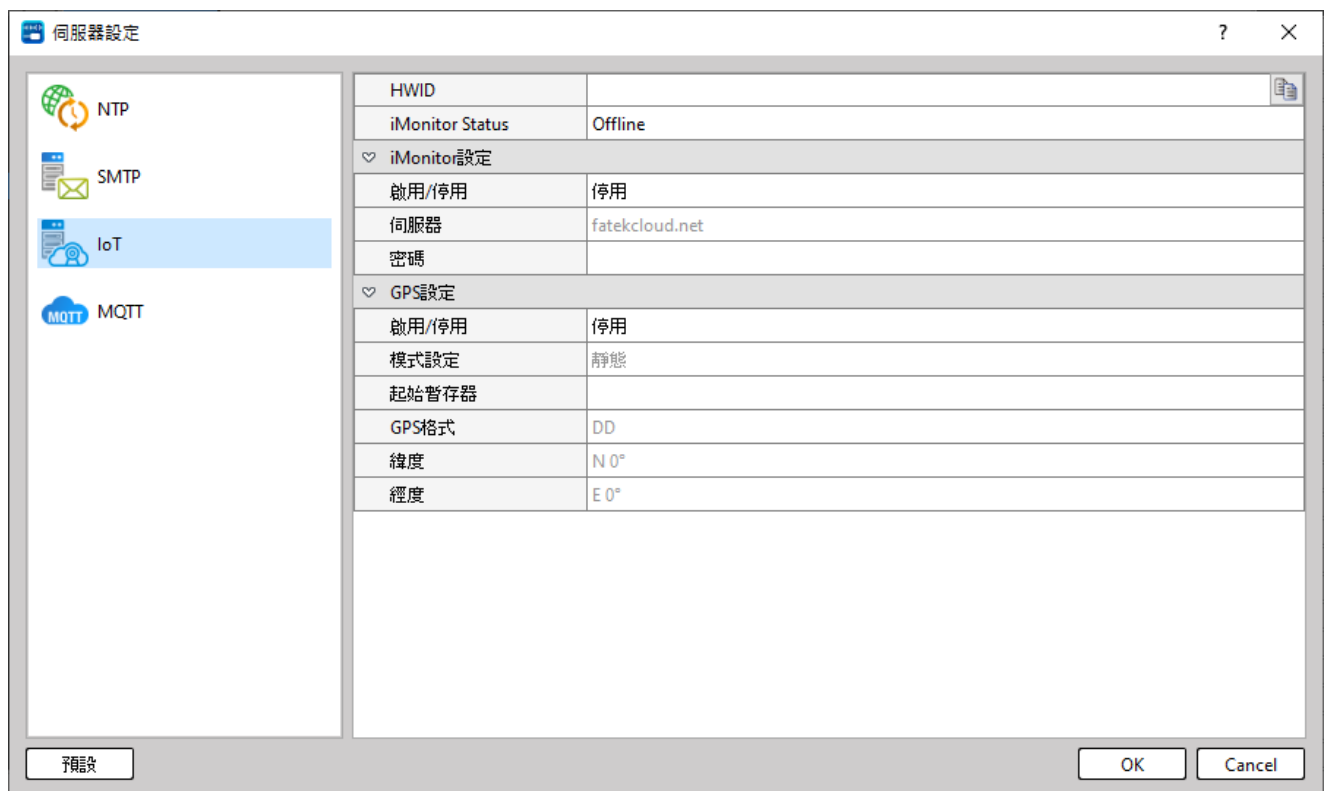 伺服器設定
NTP
SMTP
IoT
MQTT
MQTT
HWID
iMonitor Status Offline
iMonitor設定
啟用/停用 停用
伺服器 fatekcloud.net
密碼
GPS設定
啟用/停用 停用
模式設定 靜態
起始暫存器
GPS格式 DD
緯度 N 0°
經度 E 0°
預設 OK Cancel